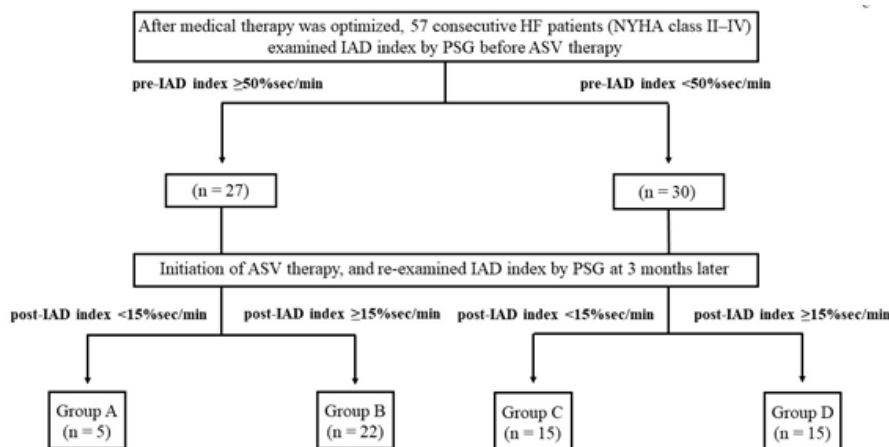 After medical therapy was optimized, 57 consecutive HF patients (NYHA class II–IV)
examined IAD index by PSG before ASV therapy
pre-IAD index ≥50%sec/min
pre-IAD index <50%sec/min
(n = 27)
(n = 30)
Initiation of ASV therapy, and re-examined IAD index by PSG at 3 months later
post-IAD index <15%sec/min
post-IAD index ≥15%sec/min
post-IAD index <15%sec/min
post-IAD index ≥15%sec/min
Group A
(n = 5)
Group B
(n = 22)
Group C
(n = 15)
Group D
(n = 15)